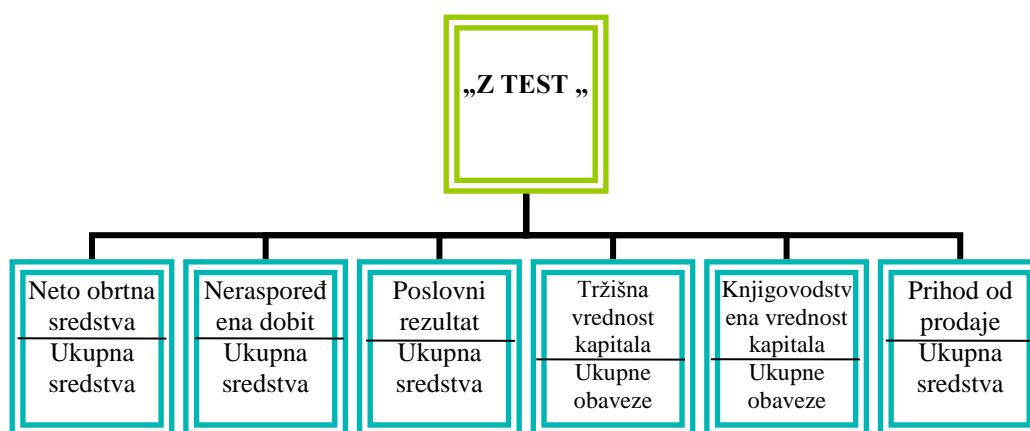 „Z TEST „
Neto obrtna
sredstva
Ukupna
sredstva
Neraspoređ
ena dobit
Ukupna
sredstva
Poslovni
rezultat
Ukupna
sredstva
Tržišna
vrednost
kapitala
Ukupne
obaveze
Knjigovodstv
ena vrednost
kapitala
Ukupne
obaveze
Prihod od
prodaje
Ukupna
sredstva